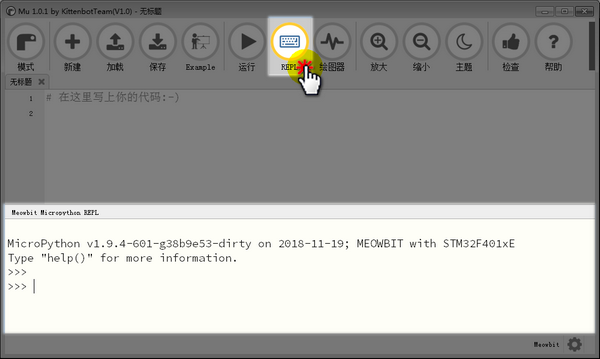 Mu 1.0.1 by KittenbotTeam(V1.0) - 无标题
模式 新建 加载 保存 Example 运行 REPL 绘图器 放大 缩小 主题 检查 帮助
无标题
1 # 在这里写上你的代码:-)
2
Meowbit Micropython REPL
MicroPython v1.9.4-601-g38b9e53-dirty on 2018-11-19; MEOWBIT with STM32F401xE
Type "help()" for more information.
>>>
>>>
Meowbit